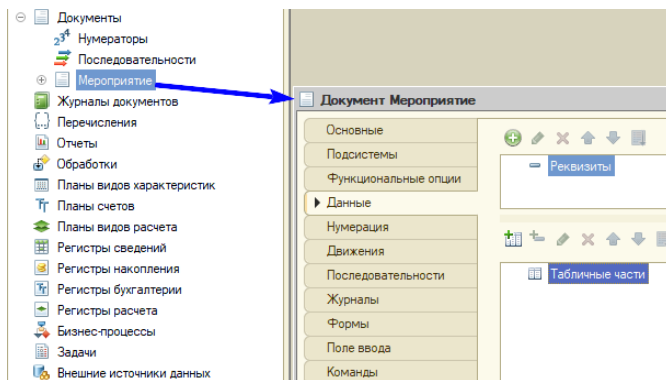 Документы
Нумераторы
Последовательности
Мероприятие
Журналы документов
Перечисления
Отчеты
Обработки
Планы видов характеристик
Планы счетов
Планы видов расчета
Регистры сведений
Регистры накопления
Регистры бухгалтерии
Регистры расчета
Бизнес-процессы
Задачи
Внешние источники данных
Документ Мероприятие
Основные
Подсистемы
Функциональные опции
Данные
Нумерация
Движения
Последовательности
Журналы
Формы
Поле ввода
Команды
Реквизиты
Табличные части